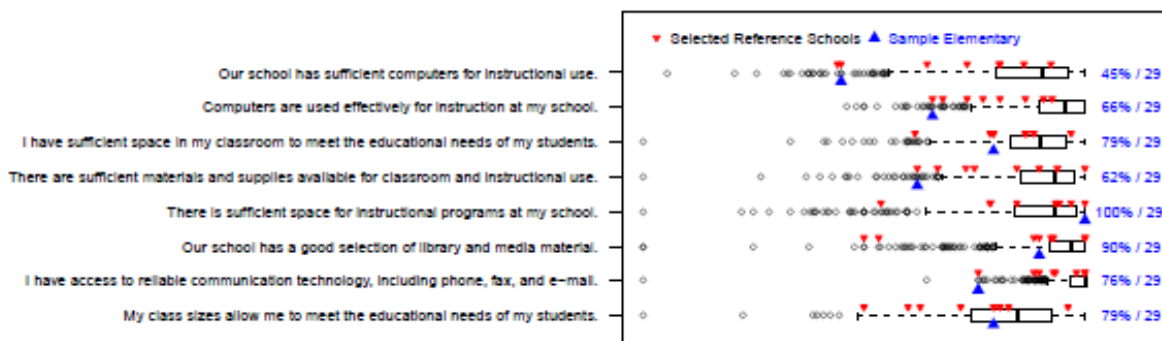 Selected Reference Schools Sample Elementary
Our school has sufficient computers for instructional use. 45% / 29
Computers are used effectively for instruction at my school. 66% / 29
I have sufficient space in my classroom to meet the educational needs of my students. 79% / 29
There are sufficient materials and supplies available for classroom and instructional use. 62% / 29
There is sufficient space for instructional programs at my school. 100% / 29
Our school has a good selection of library and media material. 90% / 29
I have access to reliable communication technology, including phone, fax, and e-mail. 76% / 29
My class sizes allow me to meet the educational needs of my students. 79% / 29